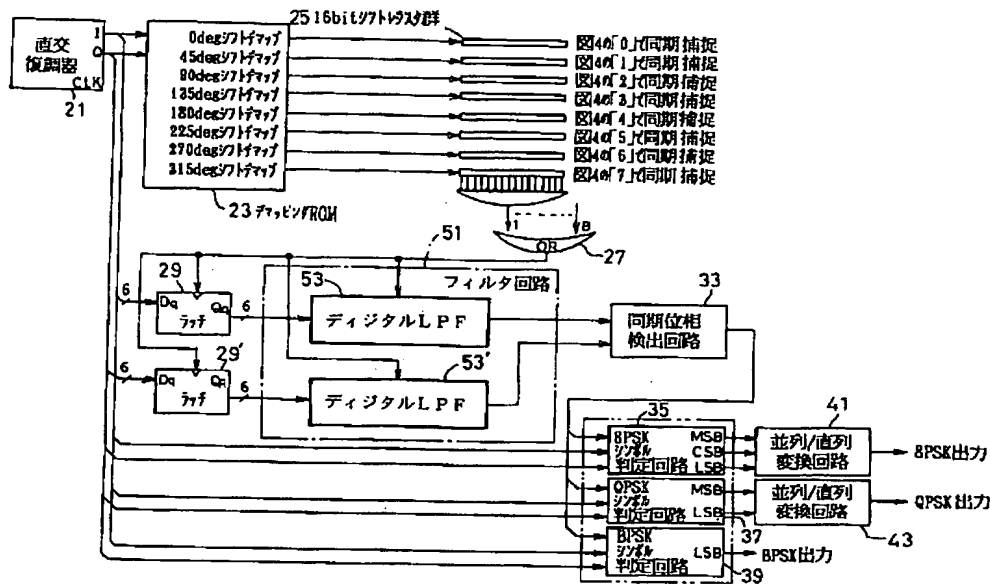 直交
復調器
I
Q
CLK
21
0degシフトデマップ
45degシフトデマップ
90degシフトデマップ
135degシフトデマップ
180degシフトデマップ
225degシフトデマップ
270degシフトデマップ
315degシフトデマップ
23 デマッピングROM
25 16bitシフトレジスタ群
図4の「0」で同期捕捉
図4の「1」で同期捕捉
図4の「2」で同期捕捉
図4の「3」で同期捕捉
図4の「4」で同期捕捉
図4の「5」で同期捕捉
図4の「6」で同期捕捉
図4の「7」で同期捕捉
1
8
OR
27
51
フィルタ回路
29
6
Dq
Qq
ラッチ
6
53
ディジタルLPF
33
同期位相
検出回路
29'
6
Dq
Qq
ラッチ
6
53'
ディジタルLPF
35
8PSK
シンボル
判定回路
MSB
CSB
LSB
41
並列/直列
変換回路
8PSK出力
QPSK
シンボル
判定回路
MSB
LSB
37
並列/直列
変換回路
43
QPSK出力
BPSK
シンボル
判定回路
LSB
39
BPSK出力